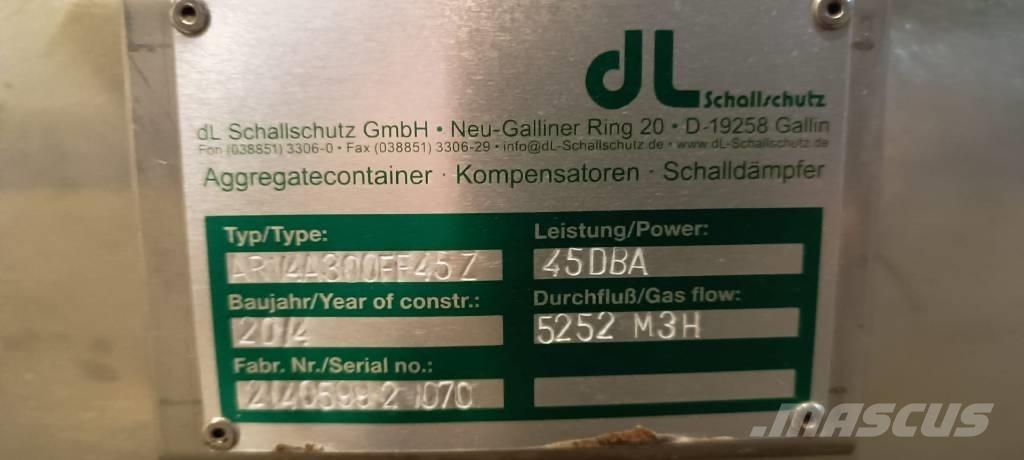 dL
Schallschutz
dL Schallschutz GmbH • Neu-Galliner Ring 20 • D-19258 Gallin
Fon (038851) 3306-0 • Fax (038851) 3306-29 • info@dL-Schallschutz.de • www.dL-Schallschutz.de
Aggregatecontainer · Kompensatoren · Schalldämpfer
Typ/Type:
Leistung/Power:
45DBA
Baujahr/Year of constr.:
2014
Durchfluß/Gas flow:
5252 M3H
Fabr. Nr./Serial no.:
MASCUS